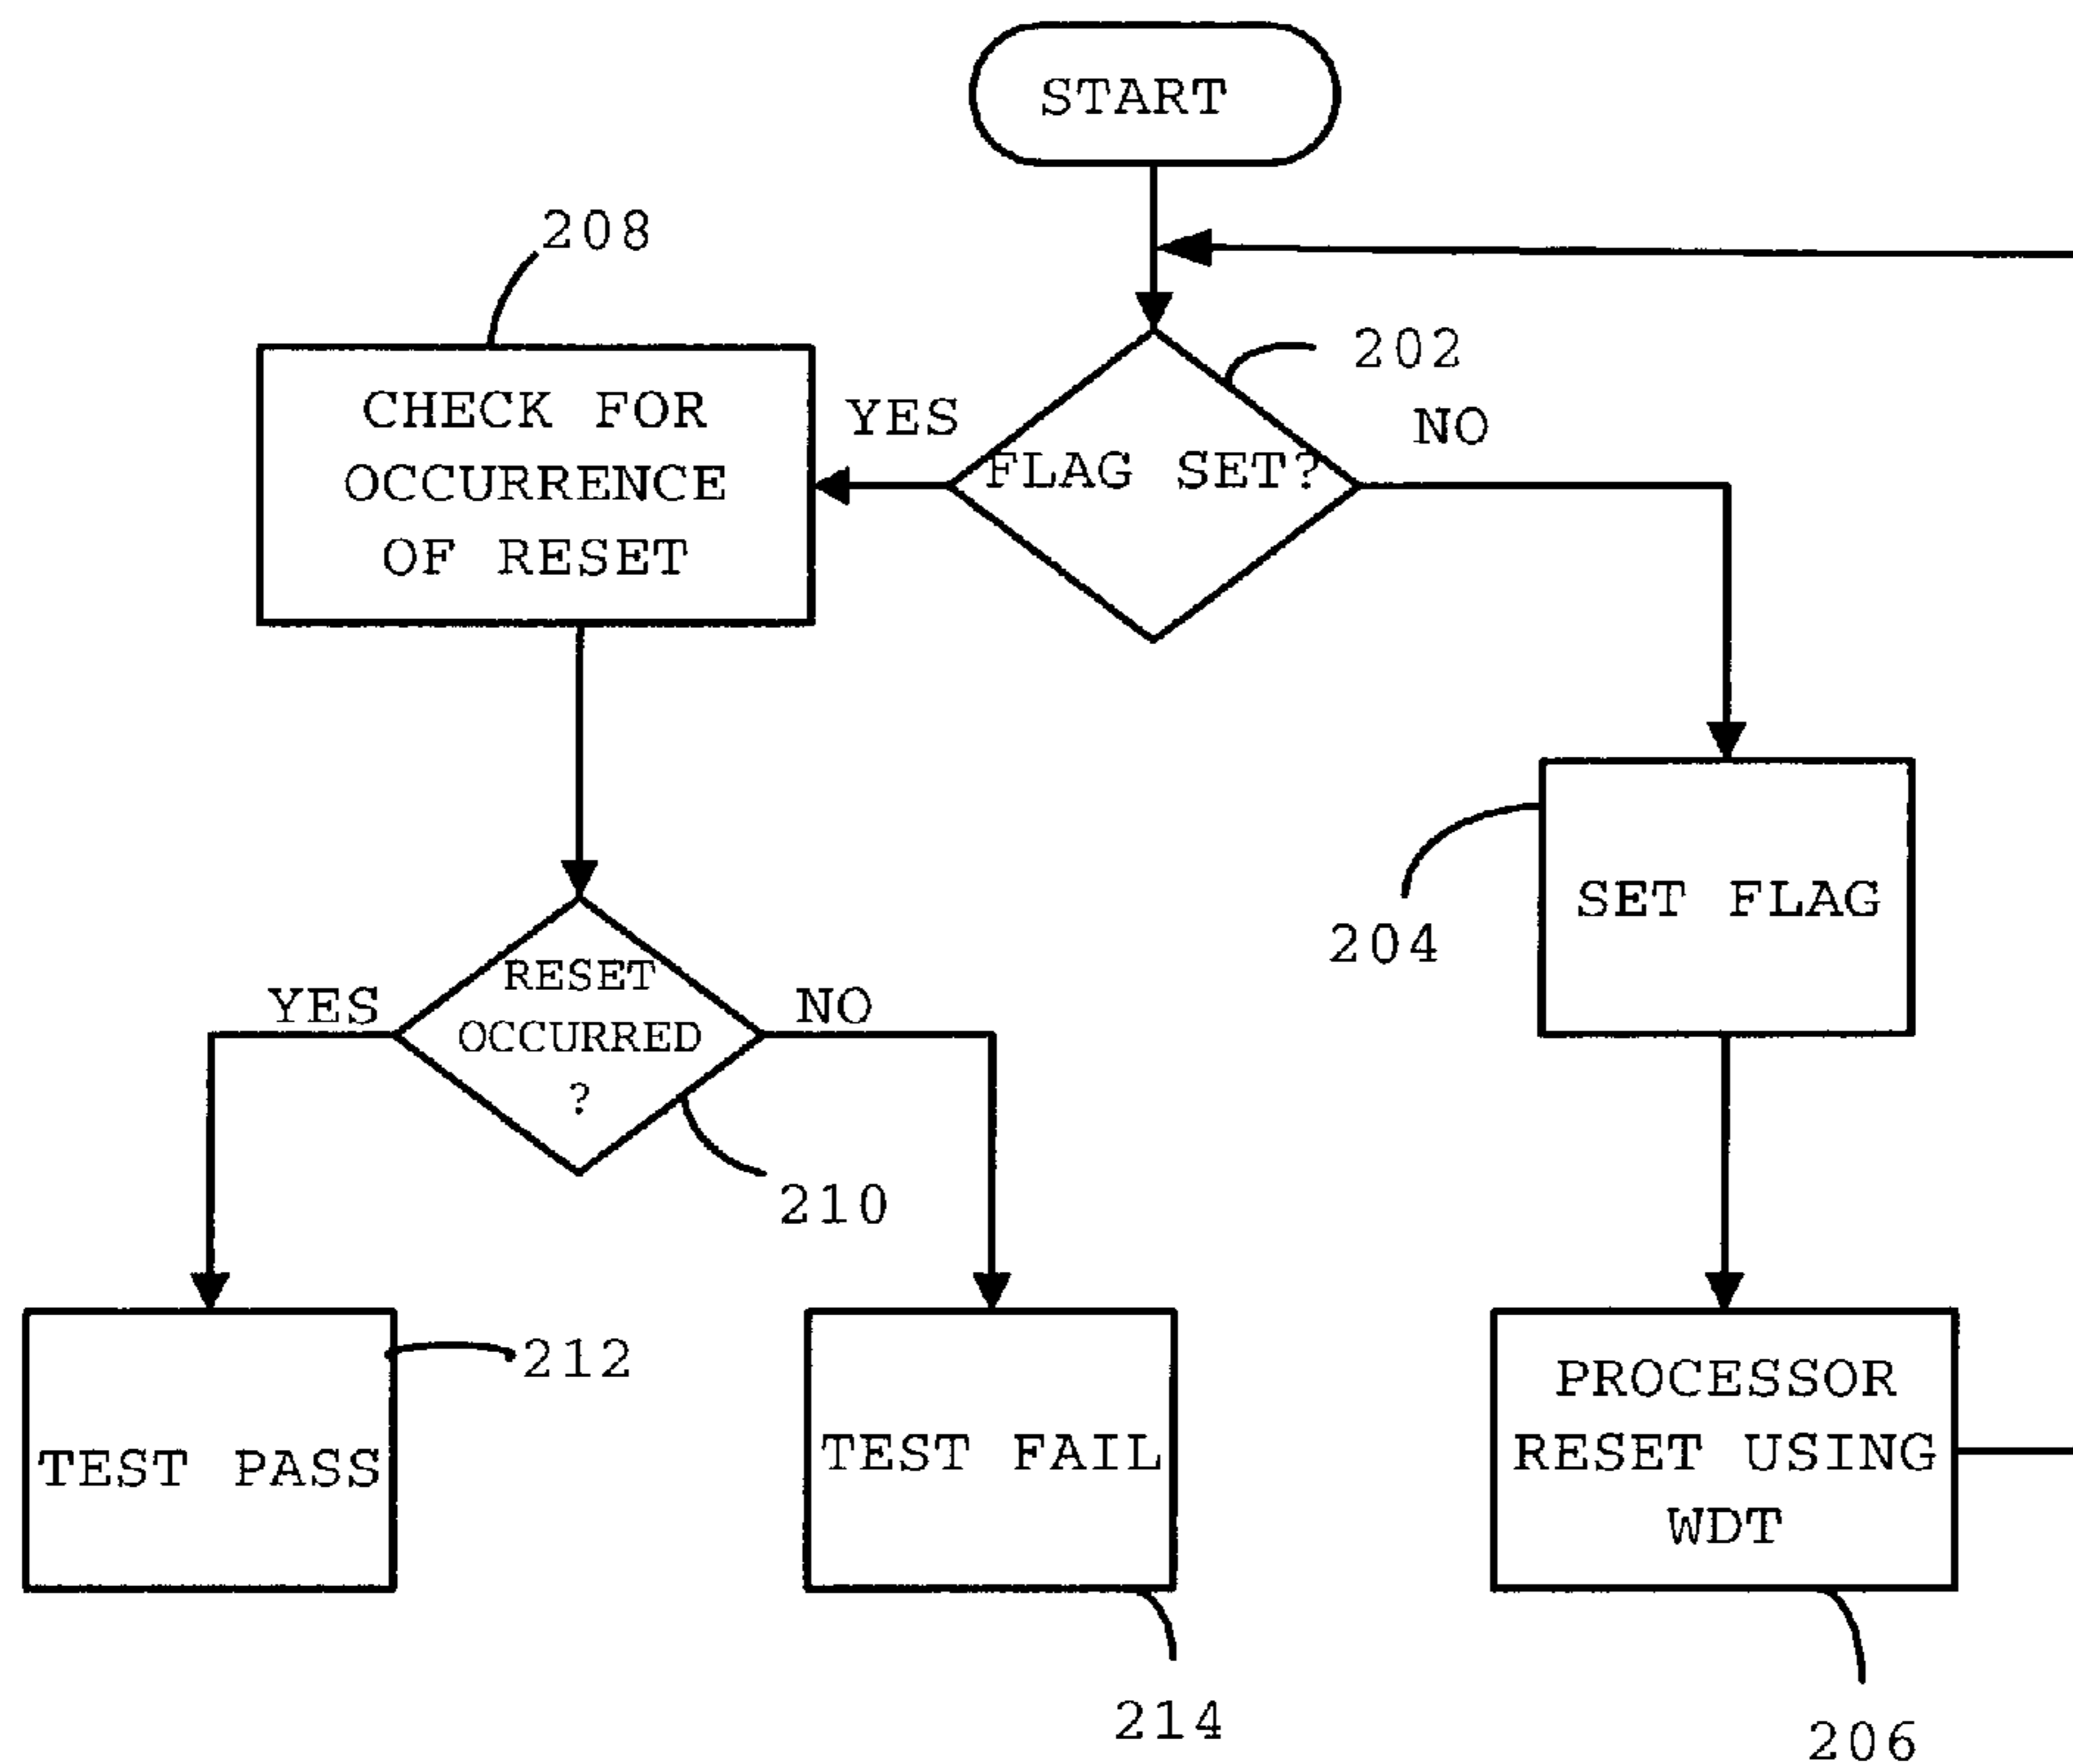 START
208
202
CHECK FOR
OCCURRENCE
OF RESET
YES
FLAG SET?
NO
204
SET FLAG
RESET
OCCURRED
?
YES
NO
210
212
TEST PASS
TEST FAIL
214
PROCESSOR
RESET USING
WDT
206